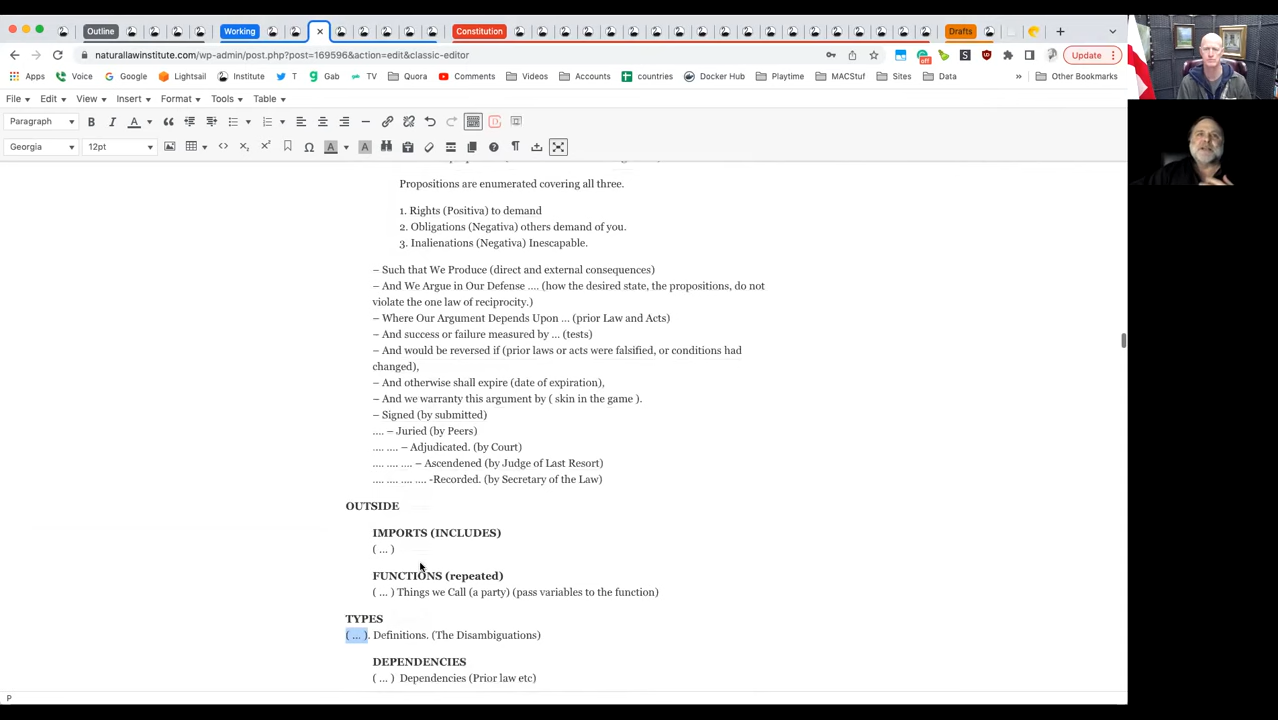 Outline
Working
Constitution
Drafts
naturallawinstitute.com/wp-admin/post.php?post=169596&action=edit&classic-editor
Update
Apps Voice Google Lightsail Institute T Gab TV Quora Comments Videos Accounts countries Docker Hub Playtime MACStuf Sites Data » Other Bookmarks
File Edit View Insert Format Tools Table
Paragraph
Georgia 12pt
Propositions are enumerated covering all three.
1. Rights (Positiva) to demand
2. Obligations (Negativa) others demand of you.
3. Inalienations (Negativa) Inescapable.
– Such that We Produce (direct and external consequences)
– And We Argue in Our Defense …. (how the desired state, the propositions, do not
violate the one law of reciprocity.)
– Where Our Argument Depends Upon … (prior Law and Acts)
– And success or failure measured by … (tests)
– And would be reversed if (prior laws or acts were falsified, or conditions had
changed),
– And otherwise shall expire (date of expiration),
– And we warranty this argument by ( skin in the game ).
– Signed (by submitted)
…. – Juried (by Peers)
…. …. – Adjudicated. (by Court)
…. …. …. – Ascendened (by Judge of Last Resort)
…. …. …. …. -Recorded. (by Secretary of the Law)
OUTSIDE
IMPORTS (INCLUDES)
( … )
FUNCTIONS (repeated)
( … ) Things we Call (a party) (pass variables to the function)
TYPES
( … ). Definitions. (The Disambiguations)
DEPENDENCIES
( … ) Dependencies (Prior law etc)
P